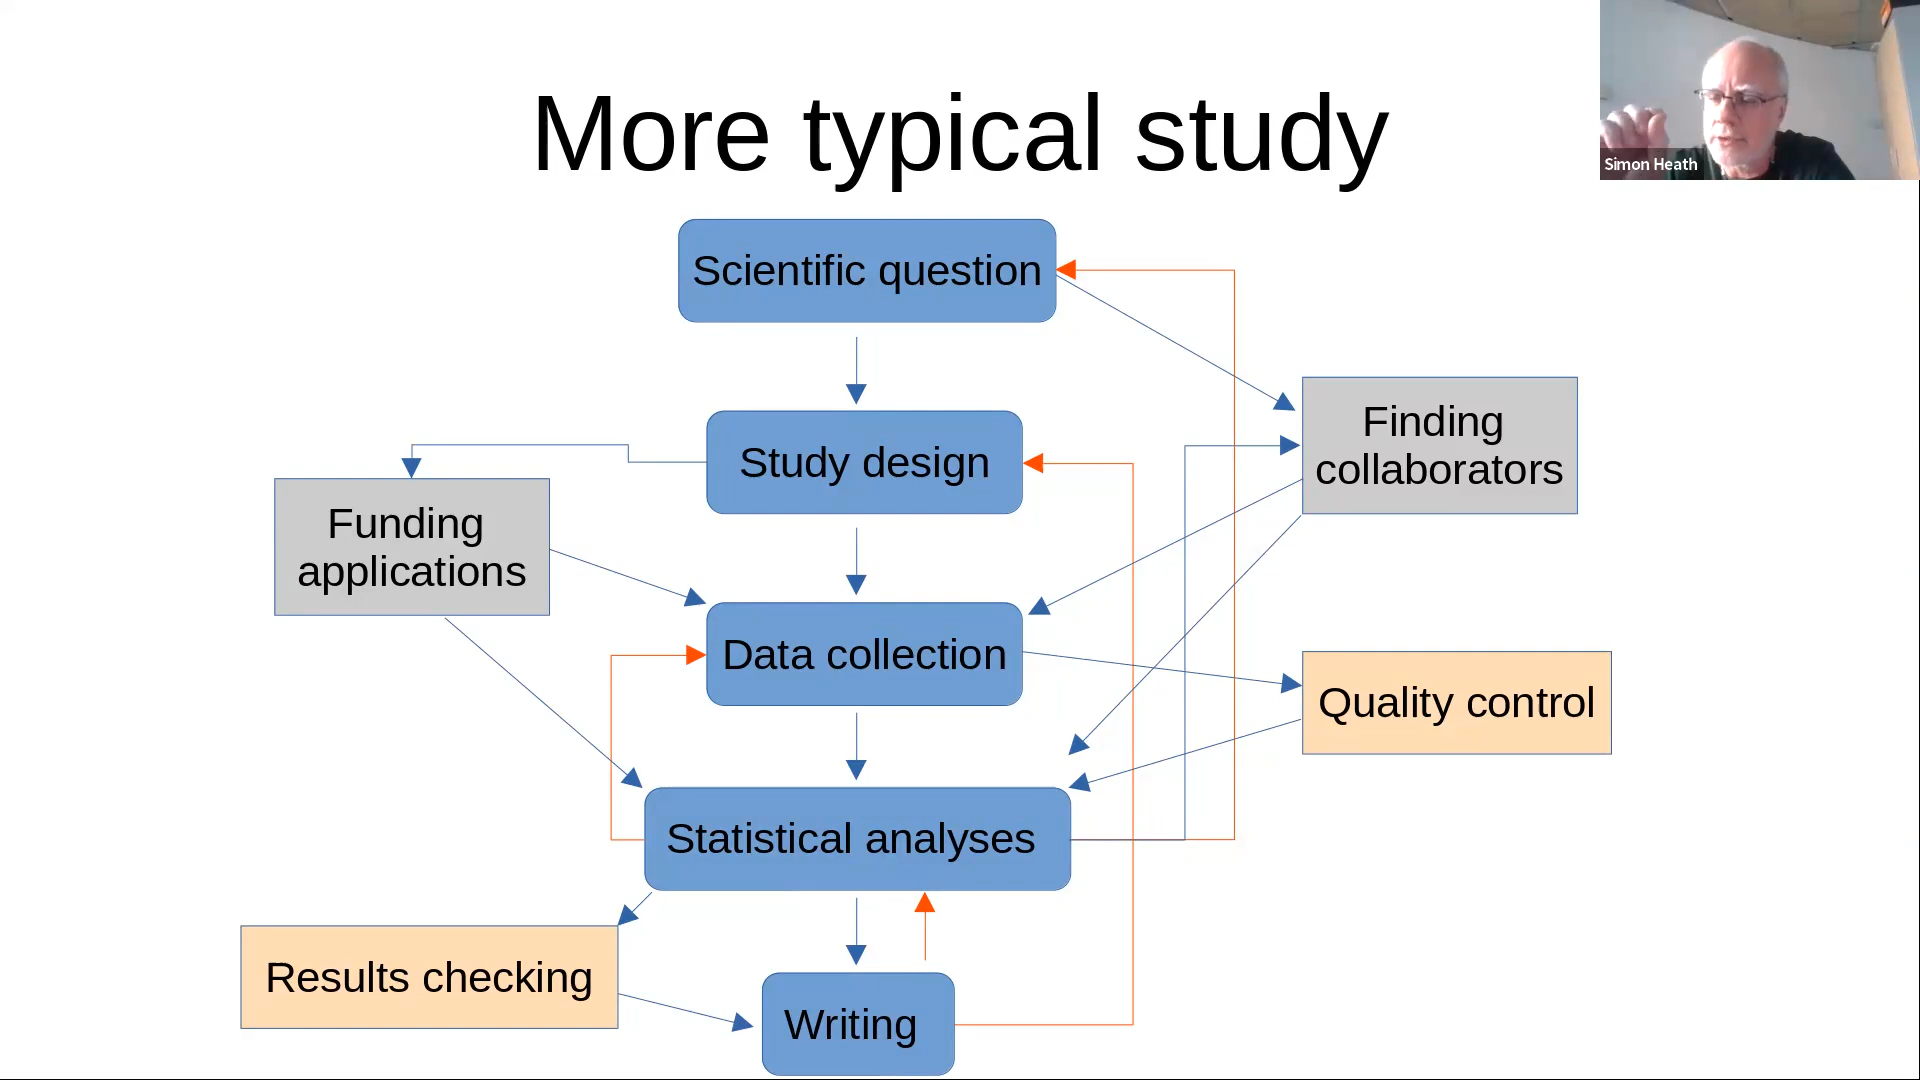 More typical study
Simon Heath
Scientific question
Finding
collaborators
Study design
Funding
applications
Data collection
Quality control
Statistical analyses
Results checking
Writing